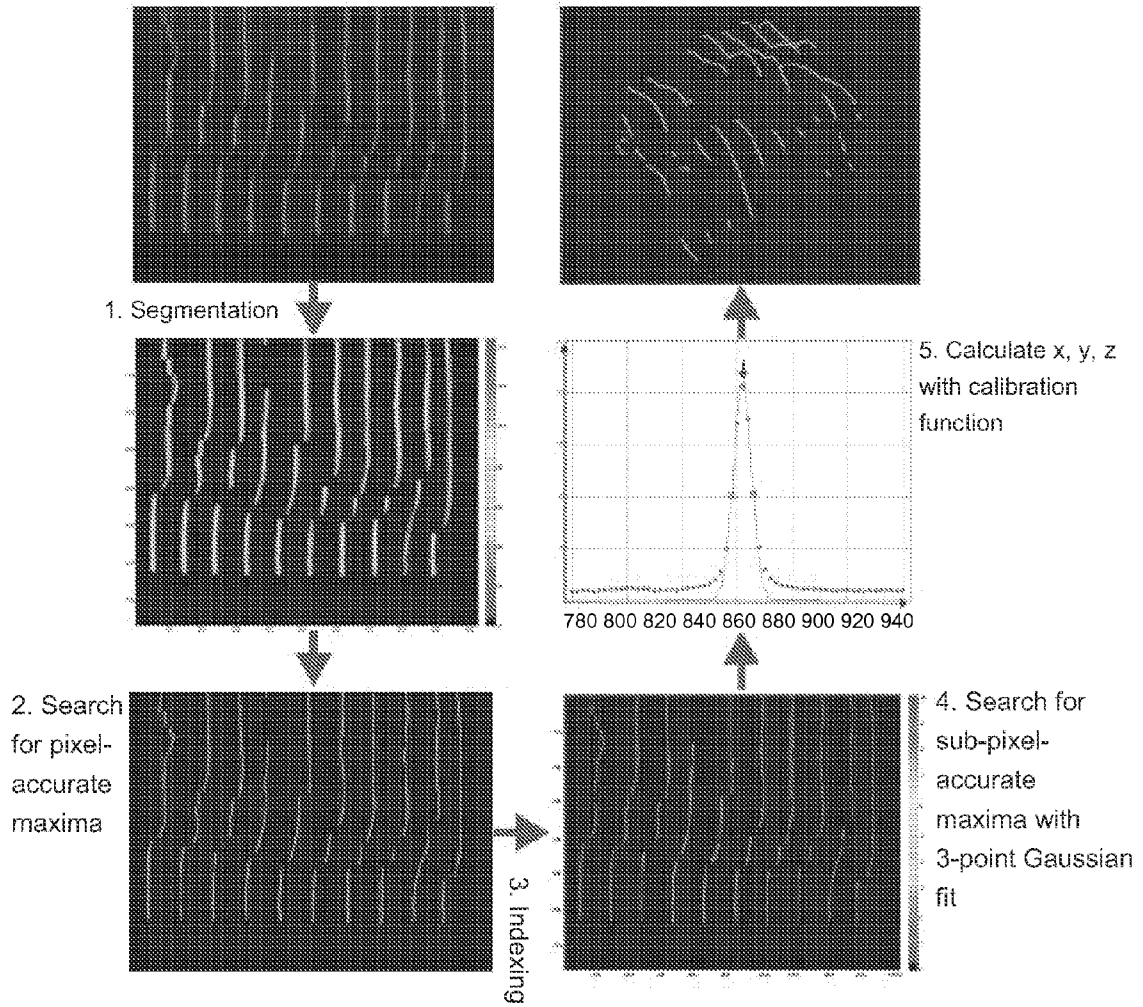 1. Segmentation
2. Search
for pixel-
accurate
maxima
3. Indexing
4. Search for
sub-pixel-
accurate
maxima with
3-point Gaussian
fit
780 800 820 840 860 880 900 920 940
5. Calculate x, y, z
with calibration
function